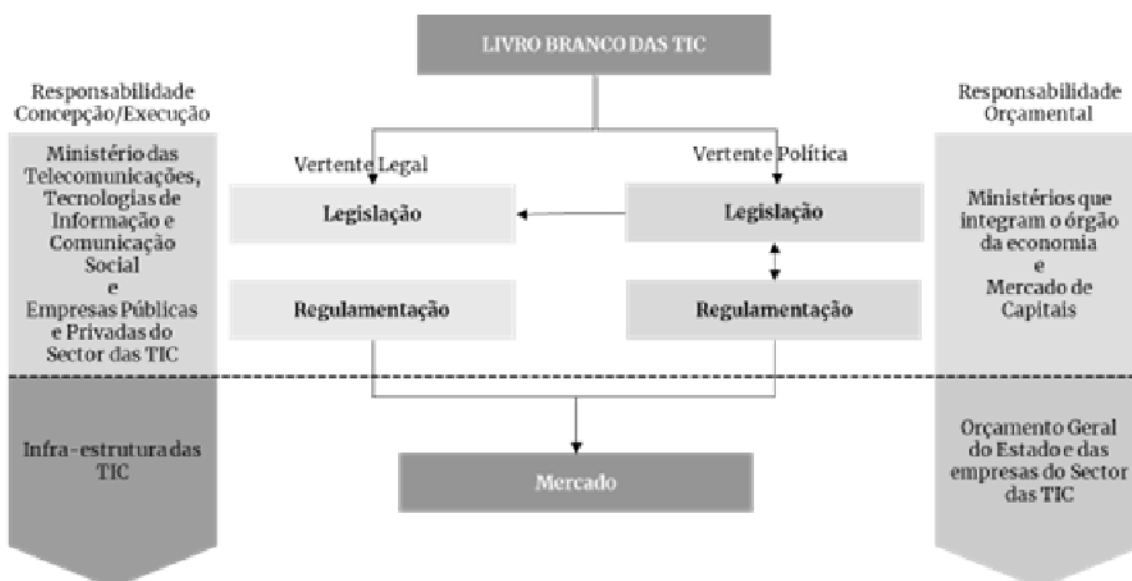 LIVRO BRANCO DAS TIC
Responsabilidade
Concepção/Execução
Ministério das
Telecomunicações,
Tecnologias de
Informação e
Comunicação
Social
e
Empresas Públicas
e Privadas do
Sector das TIC
Infra-estrutura das
TIC
Vertente Legal
Legislação
Regulamentação
Vertente Política
Legislação
Regulamentação
Mercado
Responsabilidade
Orçamental
Ministérios que
integram o órgão
da economia
e
Mercado de
Capitais
Orçamento Geral
do Estado e das
empresas do Sector
das TIC